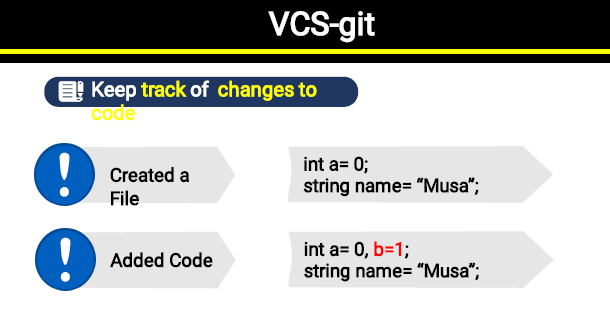 VCS-git
Keep track of changes to
code
Created a
File
int a= 0;
string name= “Musa”;
Added Code
int a= 0, b=1;
string name= “Musa”;